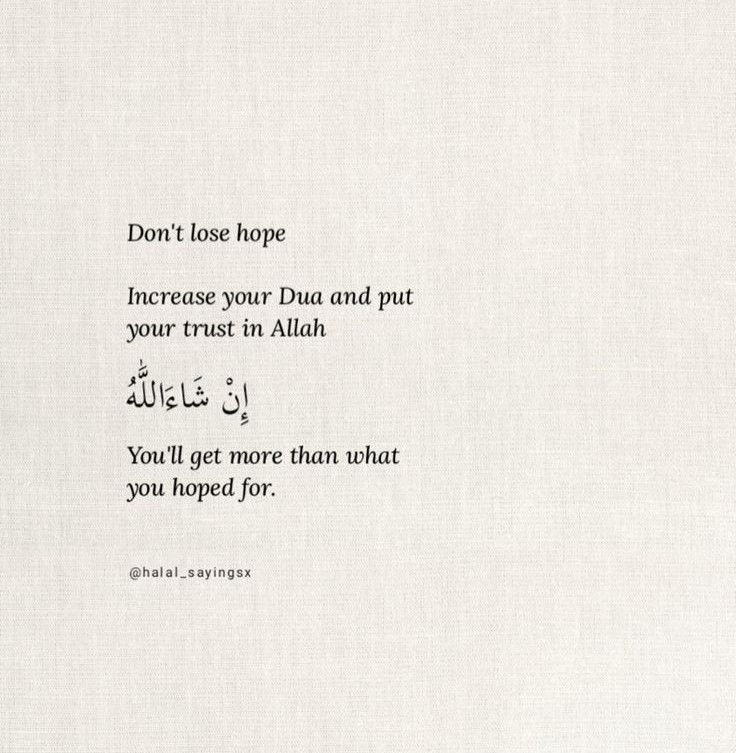 Don't lose hope
Increase your Dua and put
your trust in Allah
إِنْ شَاءَاللّٰهُ
You'll get more than what
you hoped for.
@halal_sayingsx